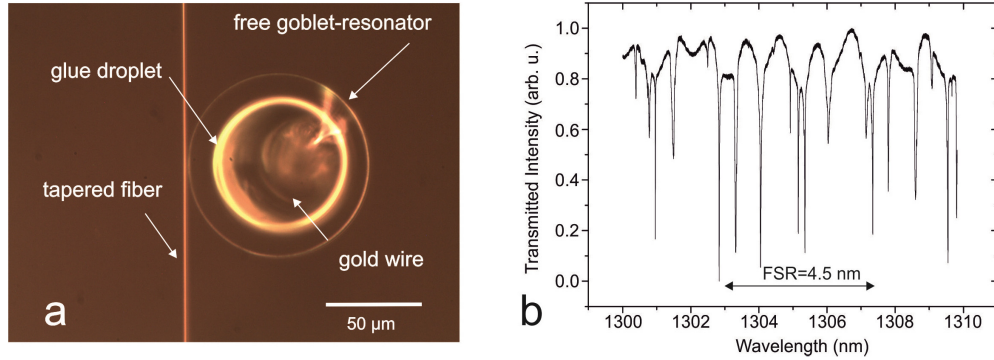 free goblet-resonator
glue droplet
tapered fiber
gold wire
50 µm
a
Transmitted Intensity (arb. u.)
1.0
0.8
0.6
0.4
0.2
0.0
FSR=4.5 nm
1300 1302 1304 1306 1308 1310
Wavelength (nm)
b